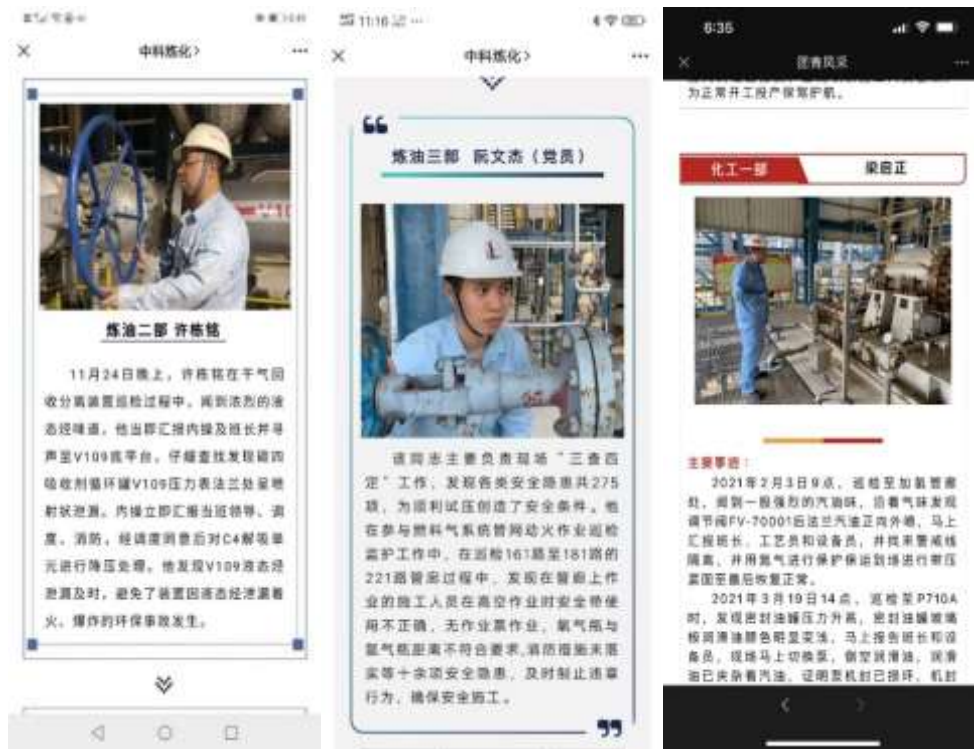 中科炼化>
炼油二部 许栋铭
11月24日晚上，许栋铭在干气回
收分离装置巡检过程中，闻到浓烈的液
态烃味道，他当即汇报内操及班长并寻
声至V109底平台，仔细查找发现碳四
吸收剂循环罐V109压力表法兰处呈喷
射状泄漏。内操立即汇报当班领导、调
度、消防，经调度同意后对C4解吸单
元进行降压处理。他发现V109液态烃
泄漏及时，避免了装置因液态烃泄漏着
火、爆炸的环保事故发生。
11:16
中科炼化>
炼油三部 阮文杰（党员）
该同志主要负责现场“三查四
定”工作，发现各类安全隐患共275
项，为顺利试压创造了安全条件。他
在参与燃料气系统管网动火作业巡检
监护工作中，在巡检161路至181路的
221路管廊过程中，发现在管廊上作
业的施工人员在高空作业时安全带使
用不正确，无作业票作业，氧气瓶与
氩气瓶距离不符合要求,消防措施未落
实等十余项安全隐患，及时制止违章
行为，确保安全施工。
6:36
团青风采
为正常开工投产保驾护航。
化工一部 梁启正
主要事迹：
2021年2月3日9点，巡检至加氢管廊
处，闻到一股强烈的汽油味，沿着气味发现
调节阀FV-70001后法兰汽油正向外喷，马上
汇报班长、工艺员和设备员，并找来警戒线
隔离，并用氮气进行保护保运到场进行带压
紧固至最后恢复正常。
2021年3月19日14点，巡检至P710A
时，发现密封油罐压力升高，密封油罐玻璃
板润滑油颜色明显变浅，马上报告班长和设
备员，现场马上切换泵，倒空润滑油，润滑
油已夹杂着汽油，证明泵机封已损坏，机封